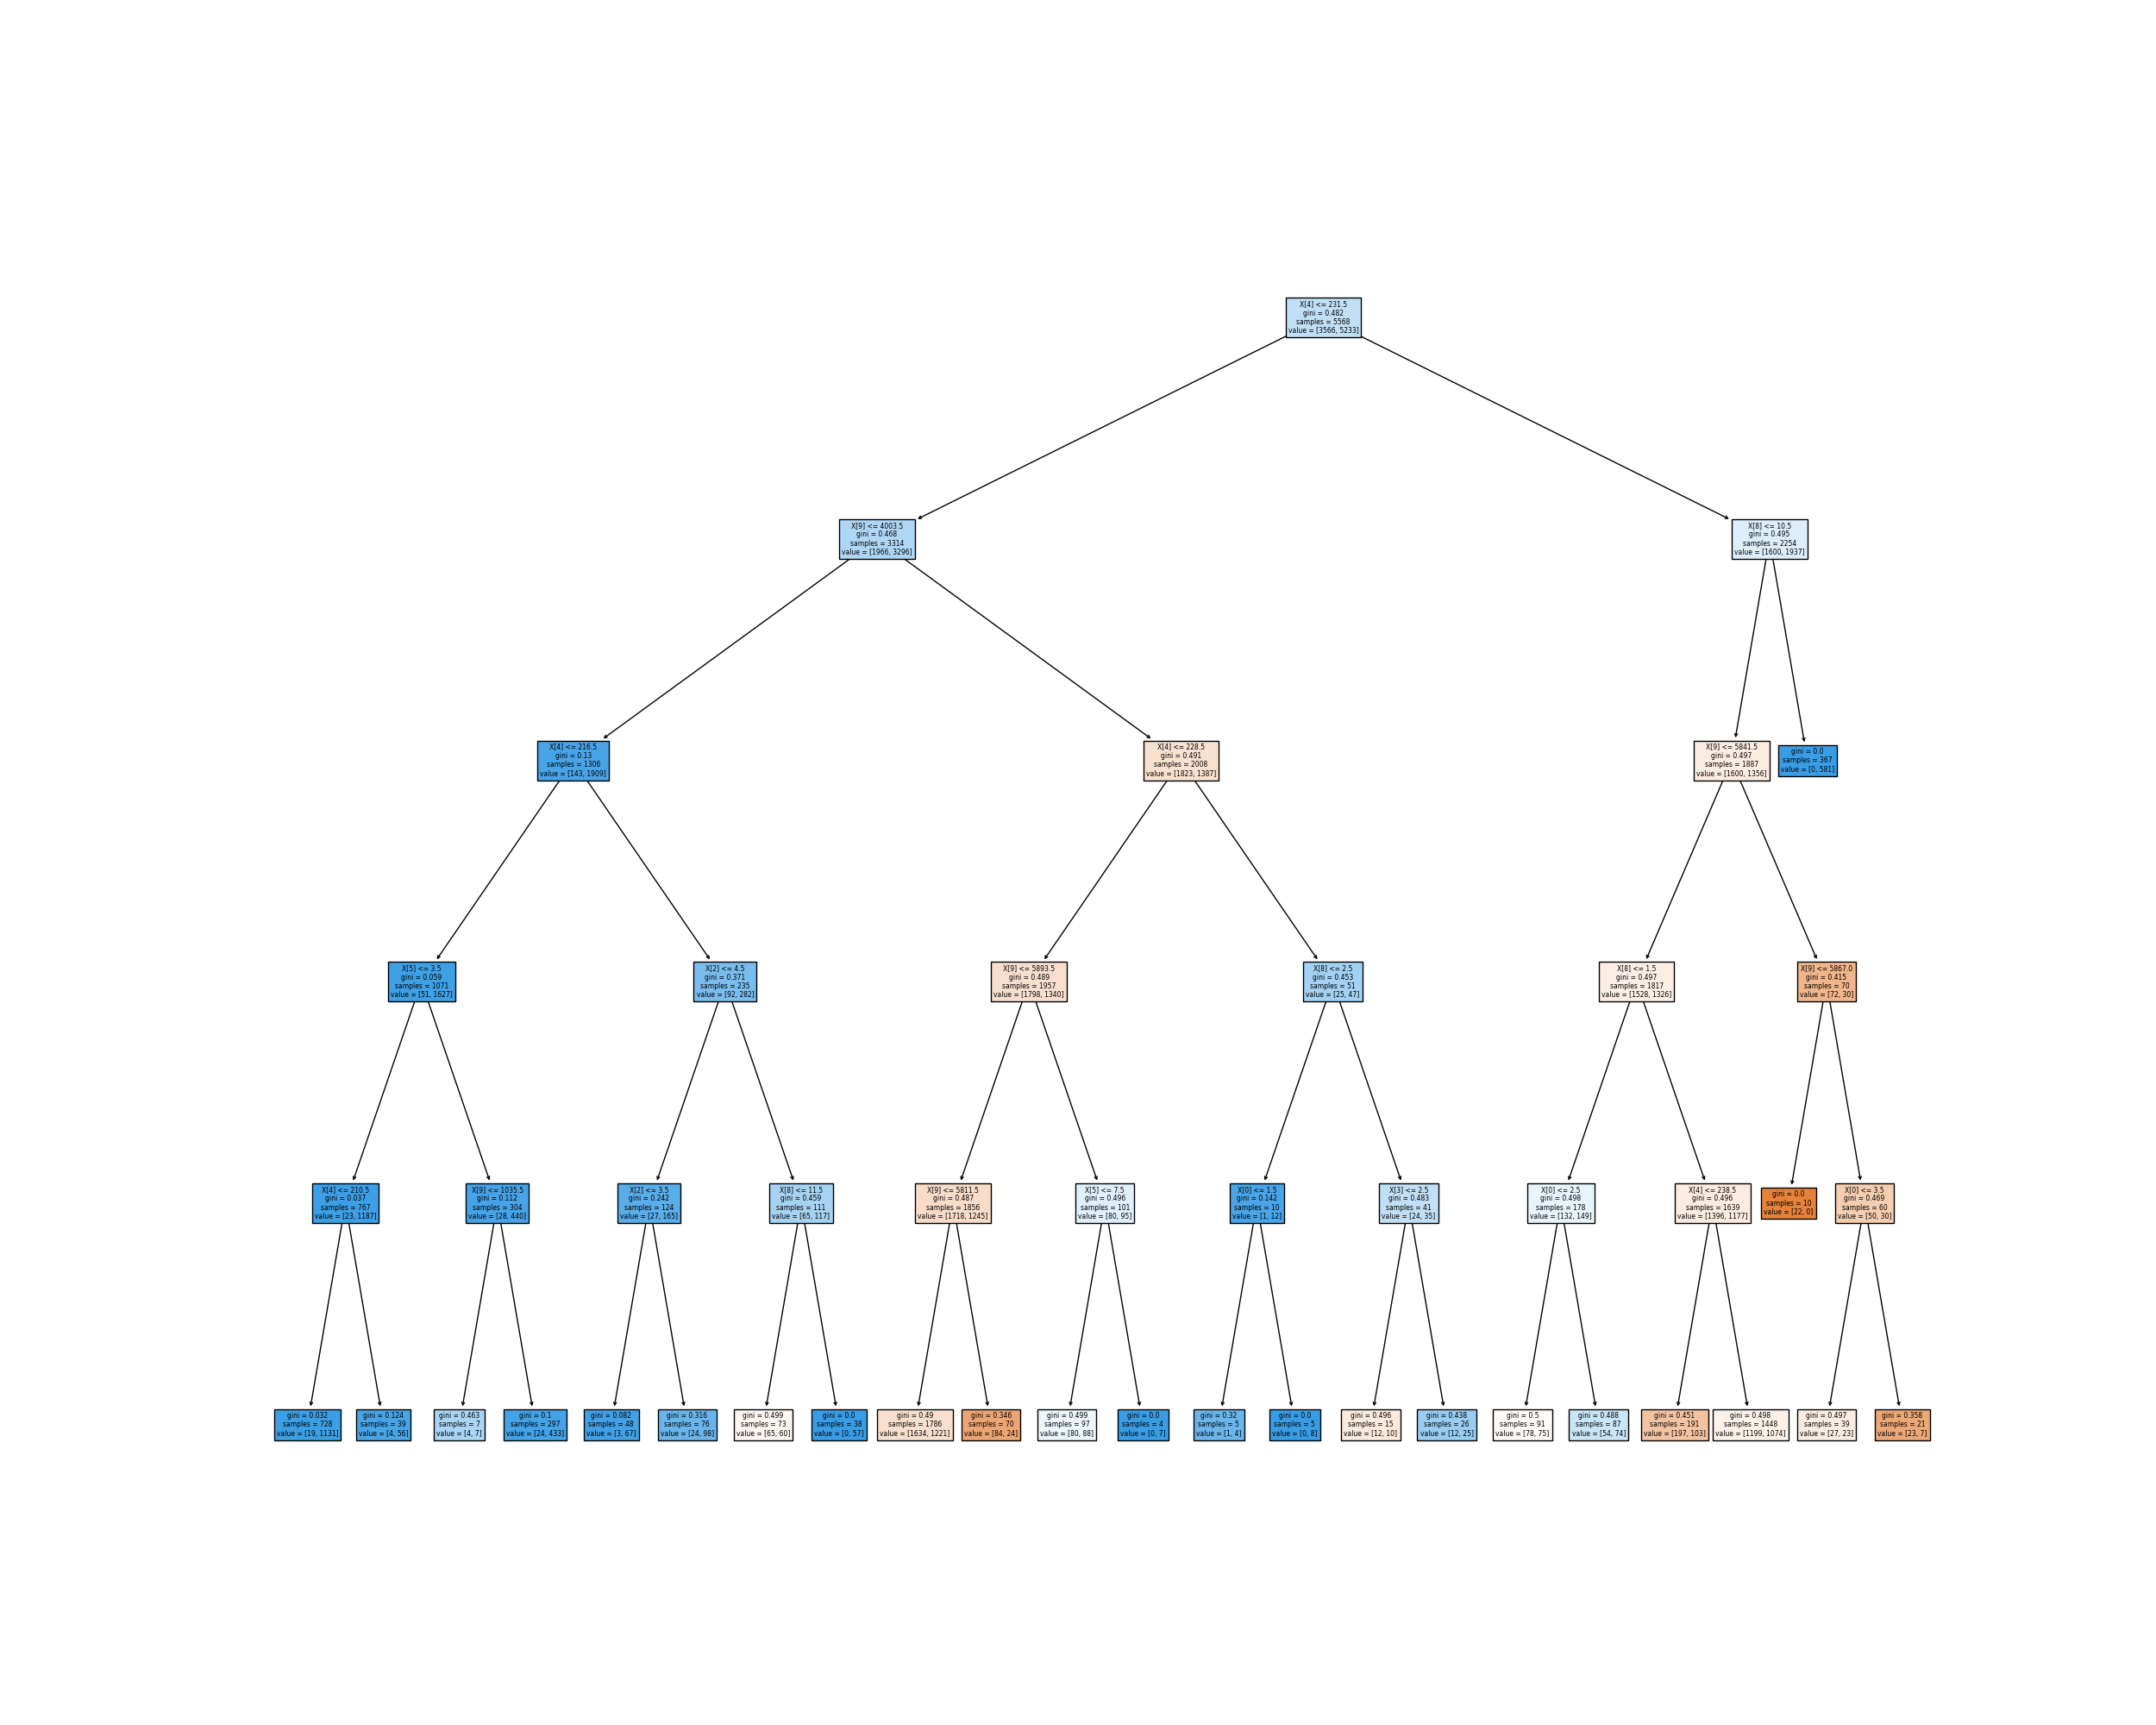 X[4] <= 231.5
gini = 0.482
samples = 5568
value = [3566, 5233]
X[9] <= 4003.5
gini = 0.468
samples = 3314
value = [1966, 3296]
X[8] <= 10.5
gini = 0.495
samples = 2254
value = [1600, 1937]
X[4] <= 216.5
gini = 0.13
samples = 1306
value = [143, 1909]
X[4] <= 228.5
gini = 0.491
samples = 2008
value = [1823, 1387]
X[9] <= 5841.5
gini = 0.497
samples = 1887
value = [1600, 1356]
gini = 0.0
samples = 367
value = [0, 581]
X[5] <= 3.5
gini = 0.059
samples = 1071
value = [51, 1627]
X[2] <= 4.5
gini = 0.371
samples = 235
value = [92, 282]
X[9] <= 5893.5
gini = 0.489
samples = 1957
value = [1798, 1340]
X[8] <= 2.5
gini = 0.453
samples = 51
value = [25, 47]
X[8] <= 1.5
gini = 0.497
samples = 1817
value = [1528, 1326]
X[9] <= 5867.0
gini = 0.415
samples = 70
value = [72, 30]
X[4] <= 210.5
gini = 0.037
samples = 767
value = [23, 1187]
X[9] <= 1035.5
gini = 0.112
samples = 304
value = [28, 440]
X[2] <= 3.5
gini = 0.242
samples = 124
value = [27, 165]
X[8] <= 11.5
gini = 0.459
samples = 111
value = [65, 117]
X[9] <= 5811.5
gini = 0.487
samples = 1856
value = [1718, 1245]
X[5] <= 7.5
gini = 0.496
samples = 101
value = [80, 95]
X[0] <= 1.5
gini = 0.142
samples = 10
value = [1, 12]
X[3] <= 2.5
gini = 0.483
samples = 41
value = [24, 35]
X[0] <= 2.5
gini = 0.498
samples = 178
value = [132, 149]
X[4] <= 238.5
gini = 0.496
samples = 1639
value = [1396, 1177]
gini = 0.0
samples = 10
value = [22, 0]
X[0] <= 3.5
gini = 0.469
samples = 60
value = [50, 30]
gini = 0.032
samples = 728
value = [19, 1131]
gini = 0.124
samples = 39
value = [4, 56]
gini = 0.463
samples = 7
value = [4, 7]
gini = 0.1
samples = 297
value = [24, 433]
gini = 0.082
samples = 48
value = [3, 67]
gini = 0.316
samples = 76
value = [24, 98]
gini = 0.499
samples = 73
value = [65, 60]
gini = 0.0
samples = 38
value = [0, 57]
gini = 0.49
samples = 1786
value = [1634, 1221]
gini = 0.346
samples = 70
value = [84, 24]
gini = 0.499
samples = 97
value = [80, 88]
gini = 0.0
samples = 4
value = [0, 7]
gini = 0.32
samples = 5
value = [1, 4]
gini = 0.0
samples = 5
value = [0, 8]
gini = 0.496
samples = 15
value = [12, 10]
gini = 0.438
samples = 26
value = [12, 25]
gini = 0.5
samples = 91
value = [78, 75]
gini = 0.488
samples = 87
value = [54, 74]
gini = 0.451
samples = 191
value = [197, 103]
gini = 0.498
samples = 1448
value = [1199, 1074]
gini = 0.497
samples = 39
value = [27, 23]
gini = 0.358
samples = 21
value = [23, 7]